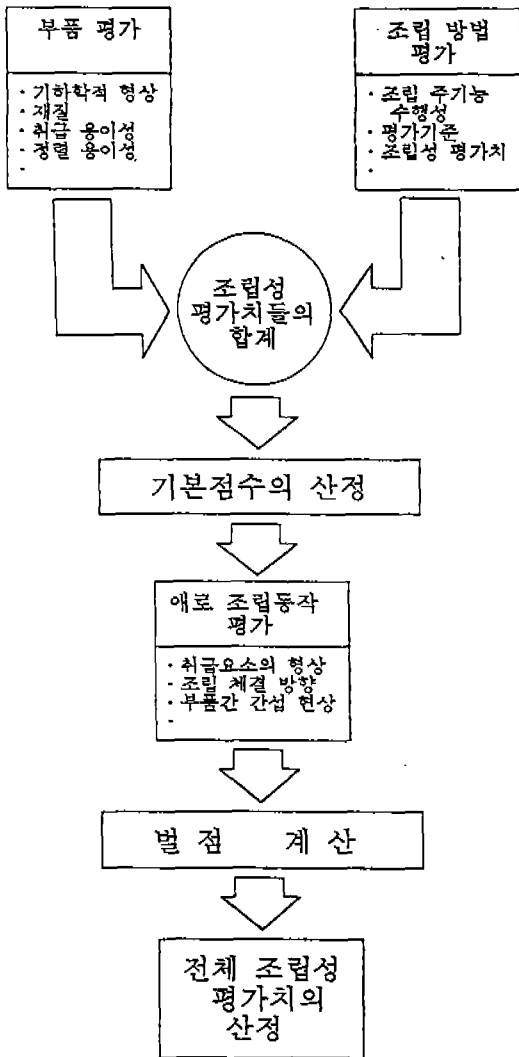 부품 평가
· 기하학적 형상
· 재질
· 취급 용이성
· 정렬 용이성
·
조립 방법
평가
· 조립 주기능
수행성
· 평가기준
· 조립성 평가치
·
조립성
평가치들의
합계
기본점수의 산정
애로 조립동작
평가
· 취급요소의 형상
· 조립 체결 방향
· 부품간 간섭 현상
·
벌점 계산
전체 조립성
평가치의
산정